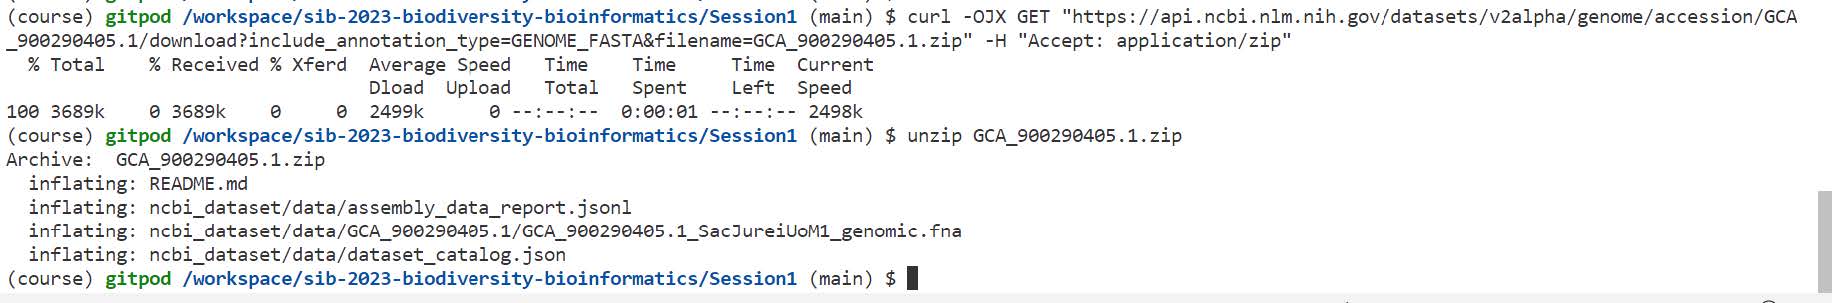 (course) gitpod /workspace/sib-2023-biodiversity-bioinformatics/Session1 (main) $ curl -OJX GET "https://api.ncbi.nlm.nih.gov/datasets/v2alpha/genome/accession/GCA
_900290405.1/download?include_annotation_type=GENOME_FASTA&filename=GCA_900290405.1.zip" -H "Accept: application/zip"
  % Total    % Received % Xferd  Average Speed   Time    Time     Time  Current
                                 Dload  Upload   Total   Spent    Left  Speed
100 3689k    0 3689k    0     0  2499k      0 --:--:--  0:00:01 --:--:-- 2498k
(course) gitpod /workspace/sib-2023-biodiversity-bioinformatics/Session1 (main) $ unzip GCA_900290405.1.zip
Archive:  GCA_900290405.1.zip
  inflating: README.md
  inflating: ncbi_dataset/data/assembly_data_report.jsonl
  inflating: ncbi_dataset/data/GCA_900290405.1/GCA_900290405.1_SacJureiUoM1_genomic.fna
  inflating: ncbi_dataset/data/dataset_catalog.json
(course) gitpod /workspace/sib-2023-biodiversity-bioinformatics/Session1 (main) $